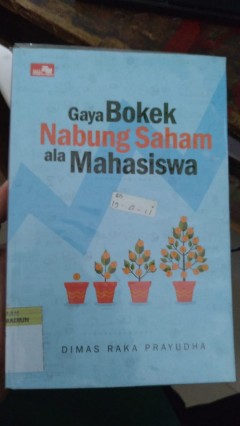 Gaya Bokek
Nabung Saham
ala Mahasiswa
DIMAS RAKA PRAYUDHA